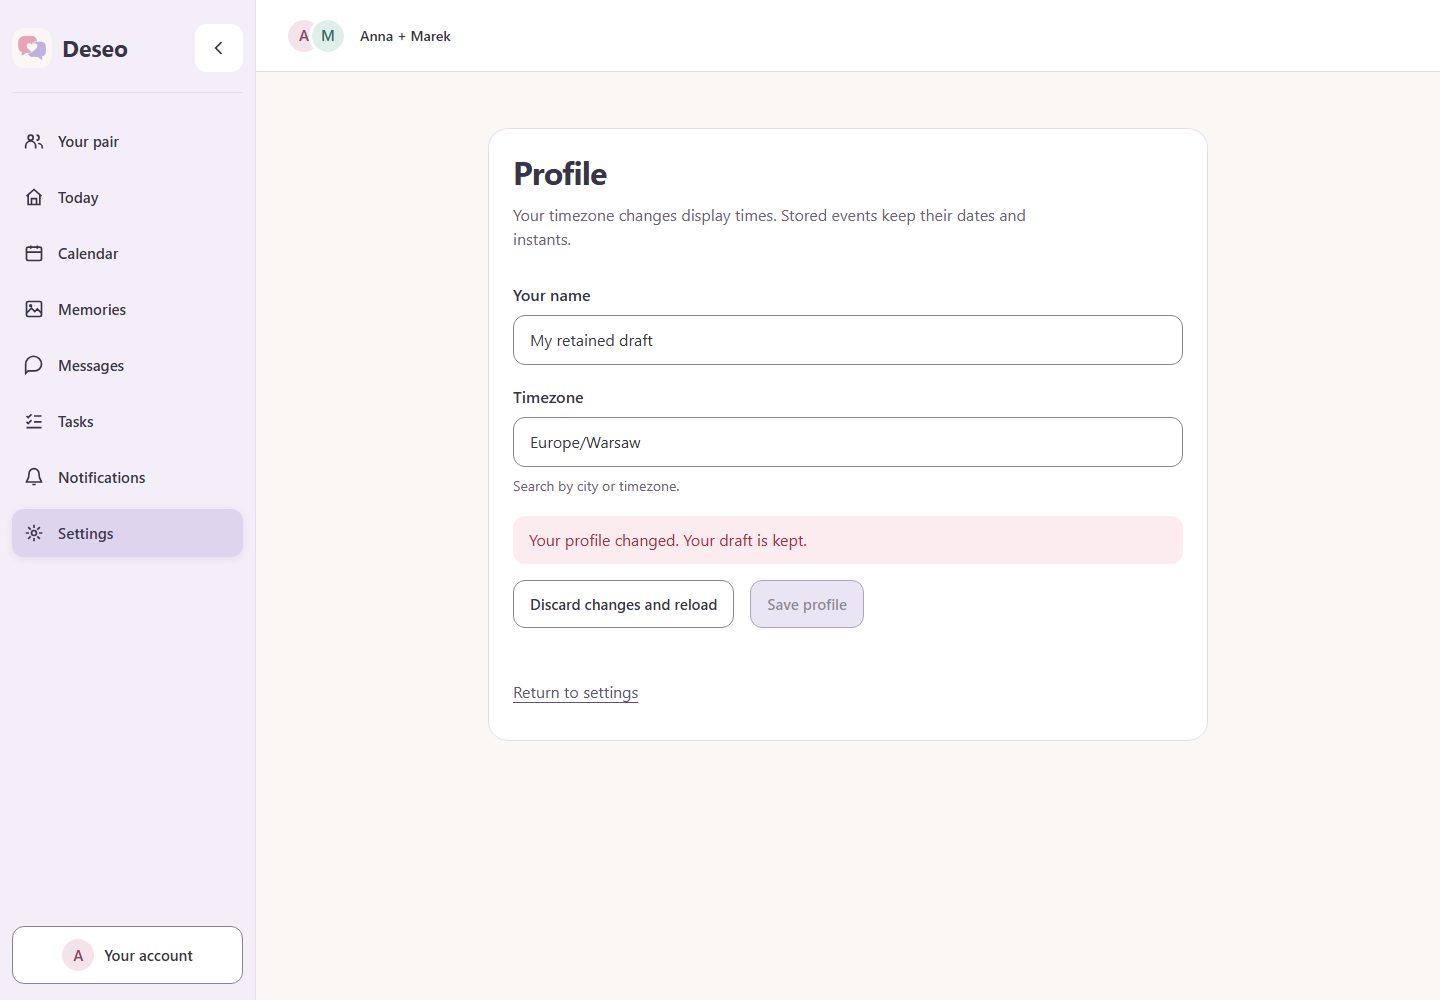 Deseo
A M Anna + Marek
Your pair
Today
Calendar
Memories
Messages
Tasks
Notifications
Settings
A Your account
Profile
Your timezone changes display times. Stored events keep their dates and
instants.
Your name
My retained draft
Timezone
Europe/Warsaw
Search by city or timezone.
Your profile changed. Your draft is kept.
Discard changes and reload Save profile
Return to settings